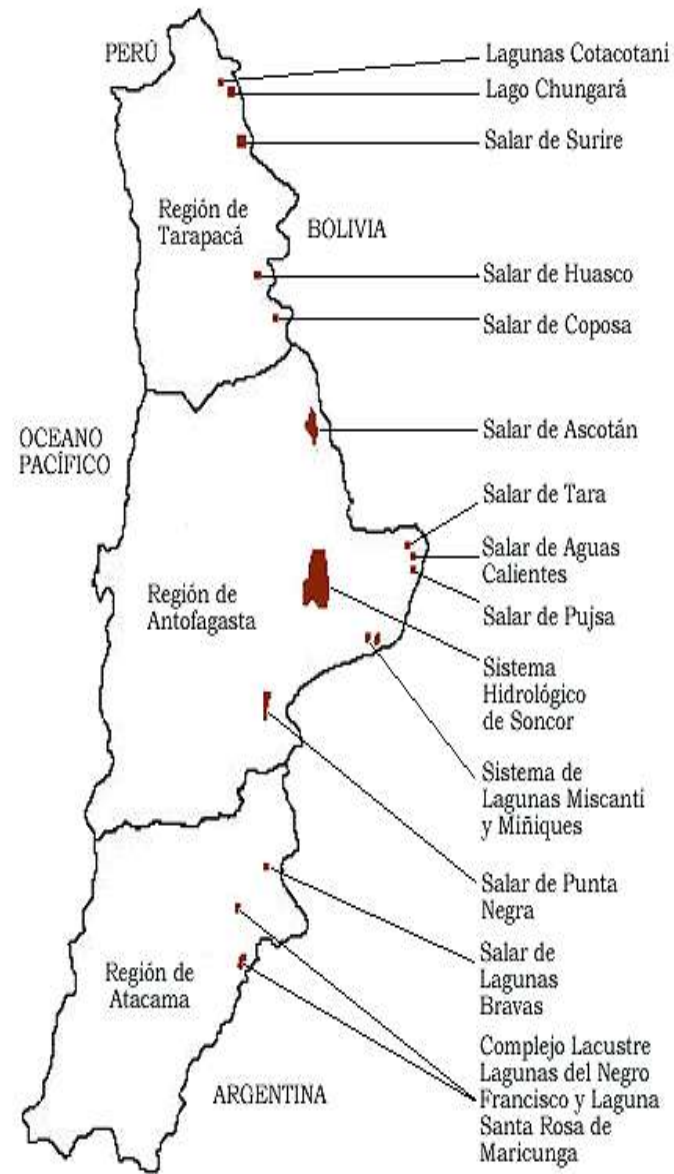 PERÚ
Lagunas Cotacotani
Lago Chungará
Salar de Surire
Región de
Tarapacá
BOLIVIA
Salar de Huasco
Salar de Coposa
OCEANO
PACÍFICO
Salar de Ascotán
Salar de Tara
Salar de Aguas
Calientes
Región de
Antofagasta
Salar de Pujsa
Sistema
Hidrológico
de Soncor
Sistema de
Lagunas Miscanti
y Miñiques
Salar de Punta
Negra
Salar de
Lagunas
Bravas
Región de
Atacama
Complejo Lacustre
Lagunas del Negro
Francisco y Laguna
Santa Rosa de
Maricunga
ARGENTINA